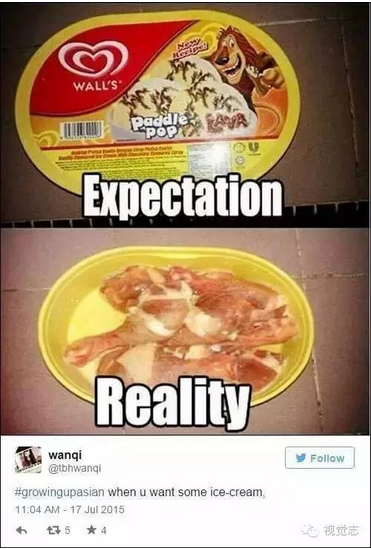 WALL'S
New
Recipe!
Paddle
POP
LAVA
Expectation
Reality
wanqi
@tbhwanqi
Follow
#growingupasian when u want some ice-cream,
11:04 AM - 17 Jul 2015
5
4
视觉志